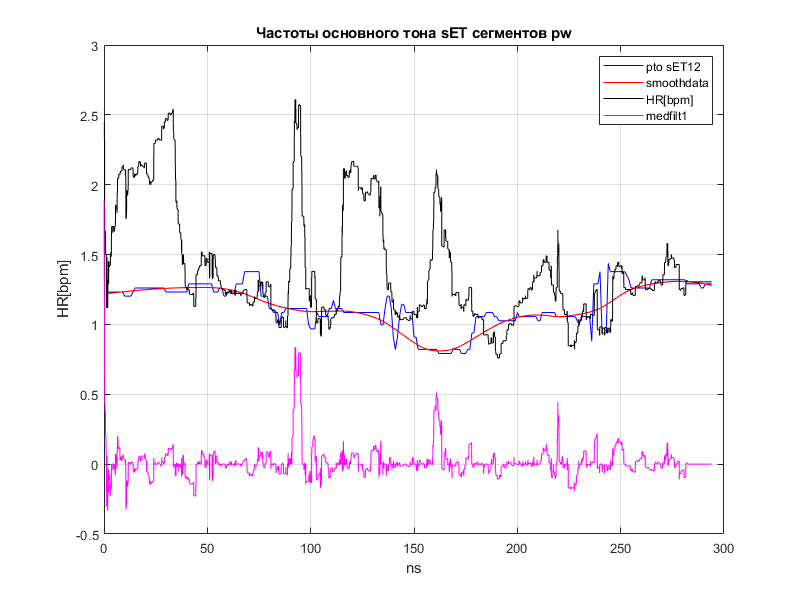 Частоты основного тона sET сегментов pw
pto sET12
smoothdata
HR[bpm]
medfilt1
3
2.5
2
1.5
1
0.5
0
-0.5
HR[bpm]
0 50 100 150 200 250 300
ns